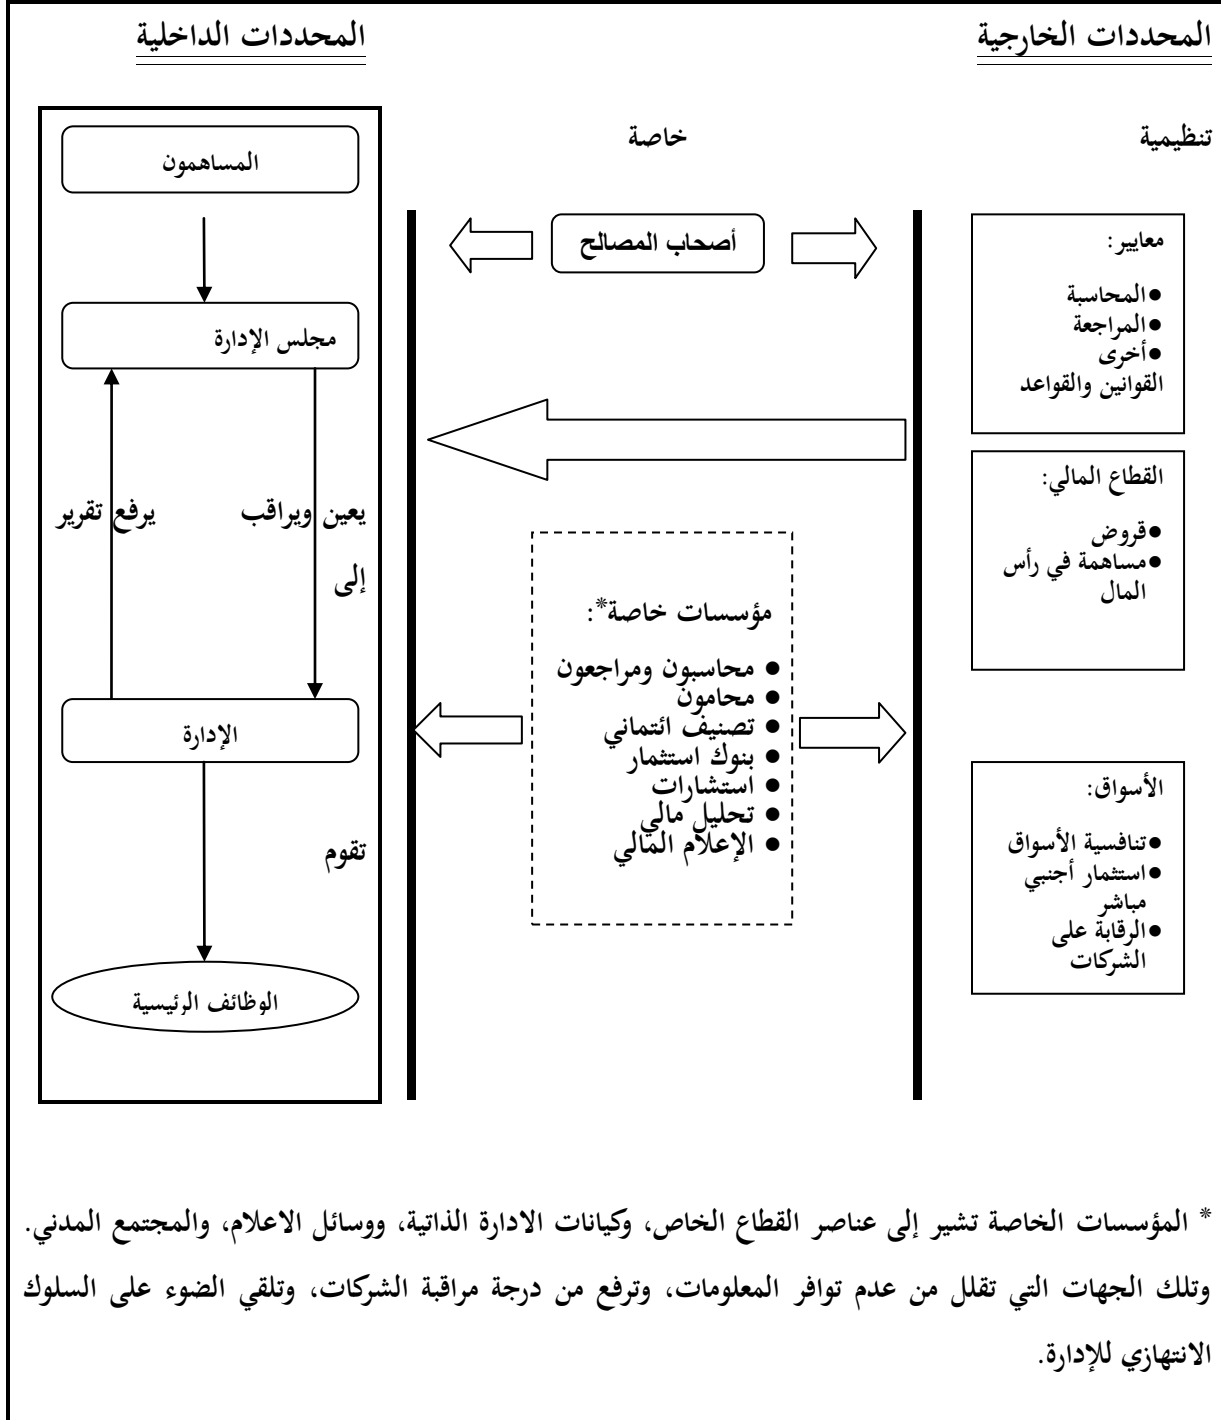 المحددات الخارجية
المحددات الداخلية
تنظيمية
خاصة
معايير:
●المحاسبة
●المراجعة
●أخرى
القوانين والقواعد
القطاع المالي:
●قروض
●مساهمة في رأس
المال
الأسواق:
●تنافسية الأسواق
●استثمار أجنبي
مباشر
●الرقابة على
الشركات
أصحاب المصالح
مؤسسات خاصة*:
● محاسبون ومراجعون
● محامون
● تصنيف ائتماني
● بنوك استثمار
● استشارات
● تحليل مالي
● الإعلام المالي
المساهمون
مجلس الإدارة
يعين ويراقب
يرفع تقرير
إلى
الإدارة
تقوم
الوظائف الرئيسية
* المؤسسات الخاصة تشير إلى عناصر القطاع الخاص، وكيانات الادارة الذاتية، ووسائل الاعلام، والمجتمع المدني.
وتلك الجهات التي تقلل من عدم توافر المعلومات، وترفع من درجة مراقبة الشركات، وتلقي الضوء على السلوك
الانتهازي للإدارة.